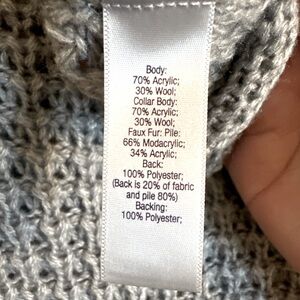 Body:
70% Acrylic;
30% Wool;
Collar Body:
70% Acrylic;
30% Wool;
Faux Fur: Pile:
66% Modacrylic;
34% Acrylic;
Back:
100% Polyester;
(Back is 20% of fabric
and pile 80%)
Backing:
100% Polyester;